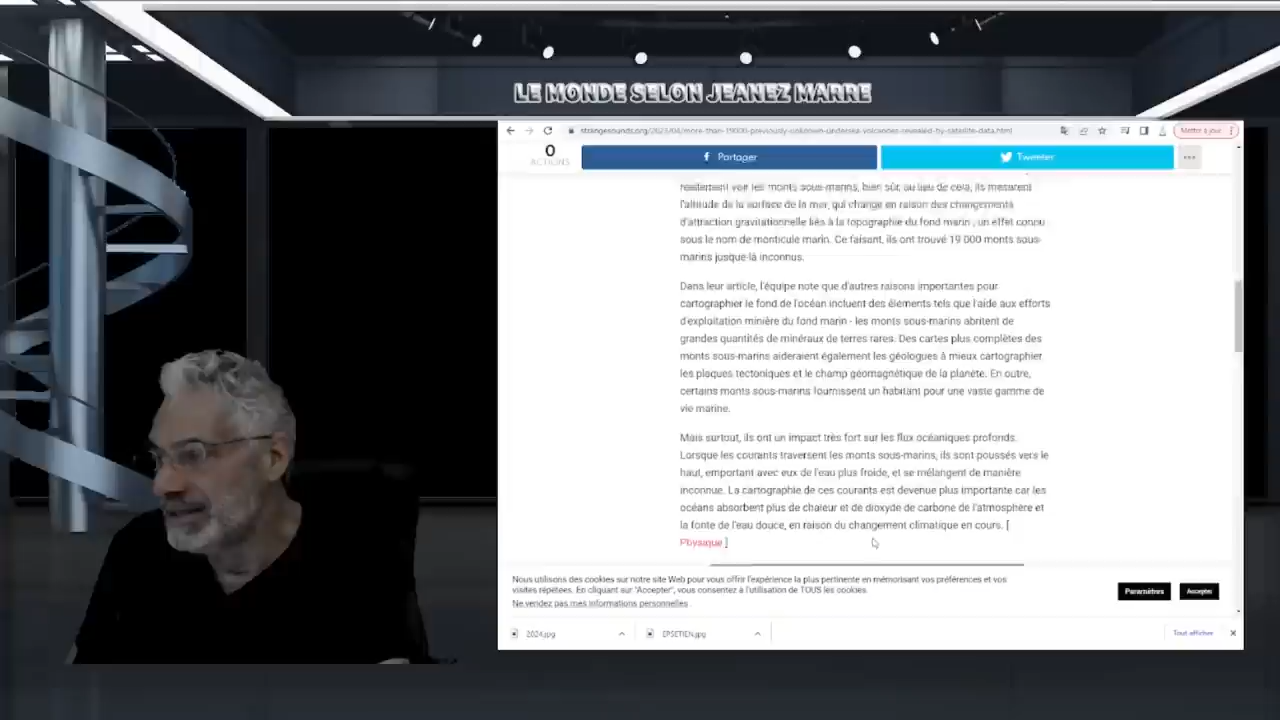 LE MONDE SELON JEANEZ MARRE
strangesounds.org/2023/04/more-than-19000-previously-unknown-undersea-volcanoes-revealed-by-satellite-data.html
Mettre à jour
0
ACTIONS
Partager
Tweeter
réellement voir les monts sous-marins, bien sûr, au lieu de cela, ils mesurent
l'altitude de la surface de la mer, qui change en raison des changements
d'attraction gravitationnelle liés à la topographie du fond marin , un effet connu
sous le nom de monticule marin. Ce faisant, ils ont trouvé 19 000 monts sous-
marins jusque-là inconnus.
Dans leur article, l'équipe note que d'autres raisons importantes pour
cartographier le fond de l'océan incluent des éléments tels que l'aide aux efforts
d'exploitation minière du fond marin - les monts sous-marins abritent de
grandes quantités de minéraux de terres rares. Des cartes plus complètes des
monts sous-marins aideraient également les géologues à mieux cartographier
les plaques tectoniques et le champ géomagnétique de la planète. En outre,
certains monts sous-marins fournissent un habitant pour une vaste gamme de
vie marine.
Mais surtout, ils ont un impact très fort sur les flux océaniques profonds.
Lorsque les courants traversent les monts sous-marins, ils sont poussés vers le
haut, emportant avec eux de l'eau plus froide, et se mélangent de manière
inconnue. La cartographie de ces courants est devenue plus importante car les
océans absorbent plus de chaleur et de dioxyde de carbone de l'atmosphère et
la fonte de l'eau douce, en raison du changement climatique en cours. [
Physique ]
Nous utilisons des cookies sur notre site Web pour vous offrir l'expérience la plus pertinente en mémorisant vos préférences et vos
visites répétées. En cliquant sur "Accepter", vous consentez à l'utilisation de TOUS les cookies.
Ne vendez pas mes informations personnelles .
Paramètres
Accepter
2024.jpg
EPSETIEN.jpg
Tout afficher